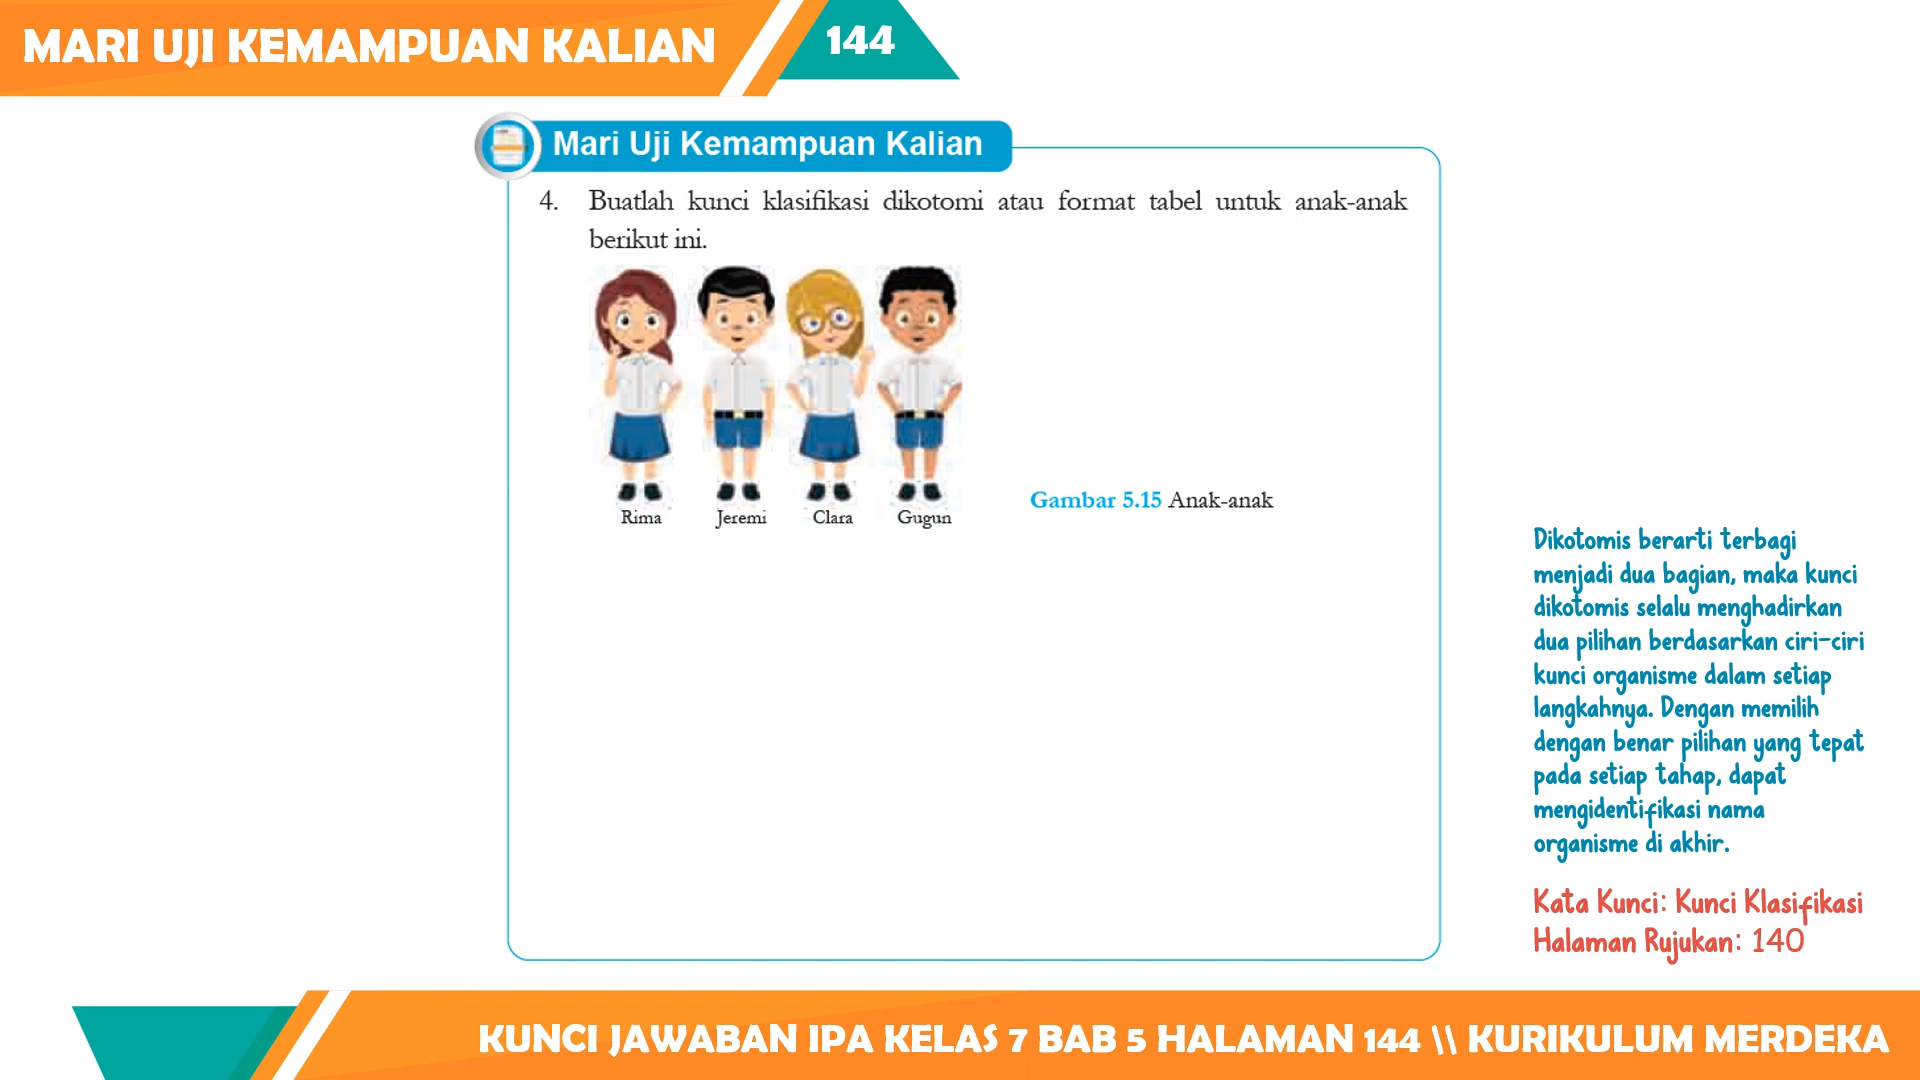 MARI UJI KEMAMPUAN KALIAN
144
Mari Uji Kemampuan Kalian
4. Buatlah kunci klasifikasi dikotomi atau format tabel untuk anak-anak
berikut ini.
Rima Jeremi Clara Gugun
Gambar 5.15 Anak-anak
Dikotomis berarti terbagi
menjadi dua bagian, maka kunci
dikotomis selalu menghadirkan
dua pilihan berdasarkan ciri-ciri
kunci organisme dalam setiap
langkahnya. Dengan memilih
dengan benar pilihan yang tepat
pada setiap tahap, dapat
mengidentifikasi nama
organisme di akhir.
Kata Kunci: Kunci Klasifikasi
Halaman Rujukan: 140
KUNCI JAWABAN IPA KELAS 7 BAB 5 HALAMAN 144 \\ KURIKULUM MERDEKA